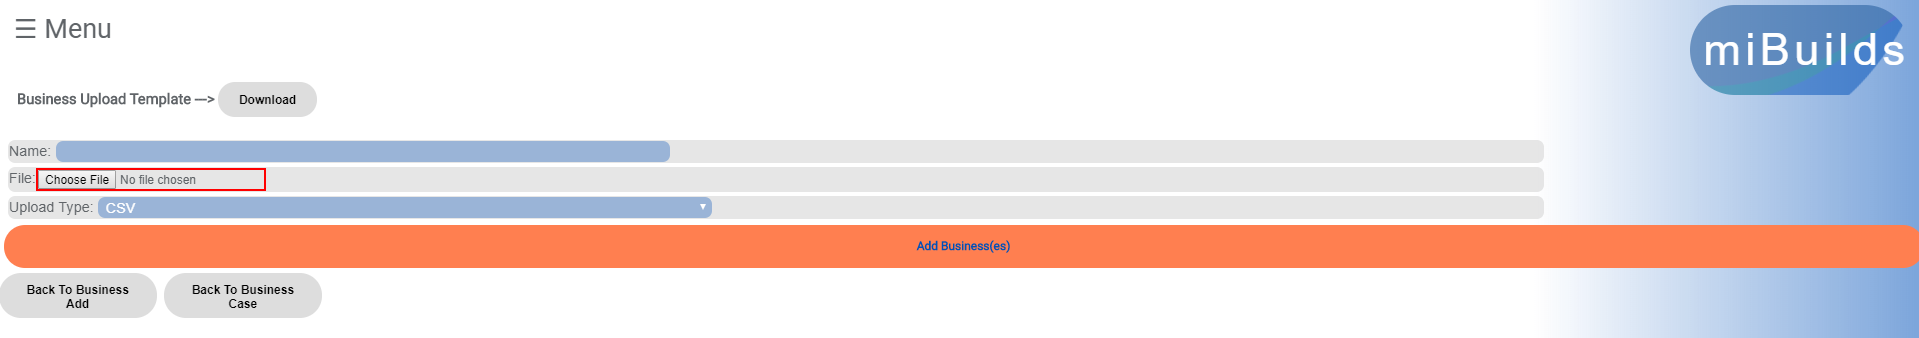 ☰ Menu
miBuilds
Business Upload Template ---> Download
Name:
File: Choose File No file chosen
Upload Type: CSV
Add Business(es)
Back To Business Add
Back To Business Case